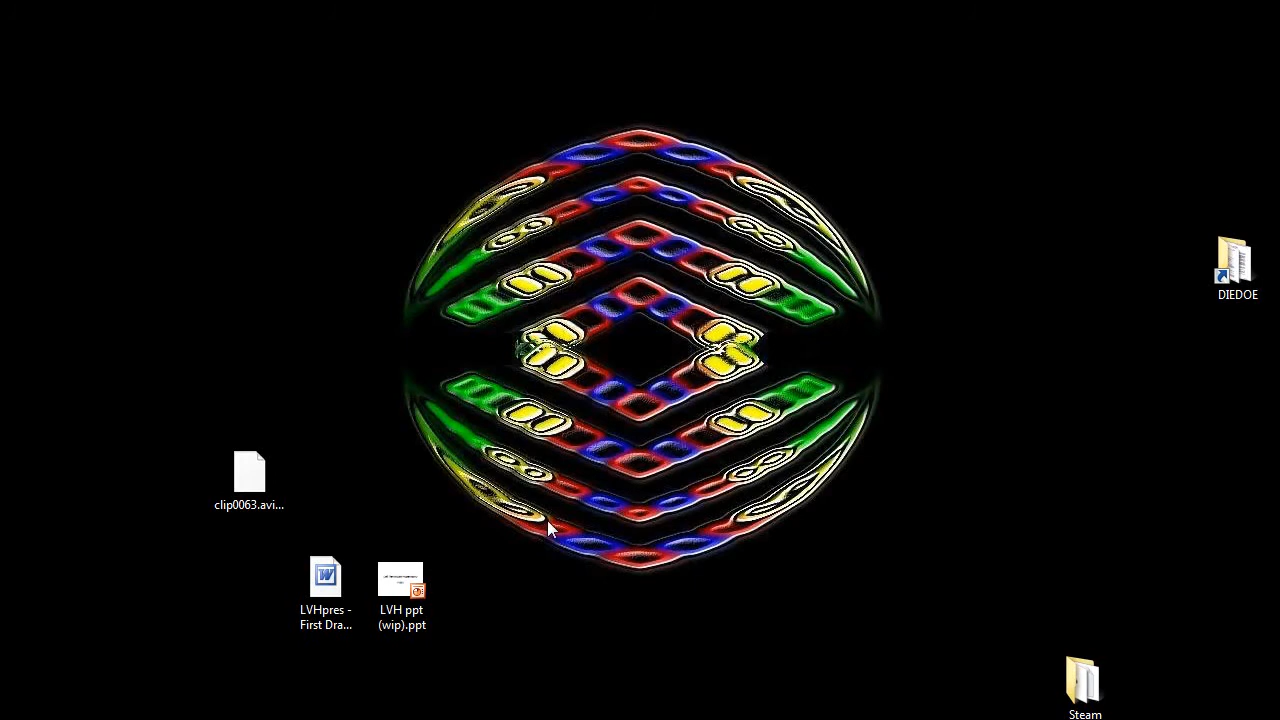 DIEDOE
clip0063.avi...
LVHpres -
First Dra...
LVH ppt
(wip).ppt
Steam